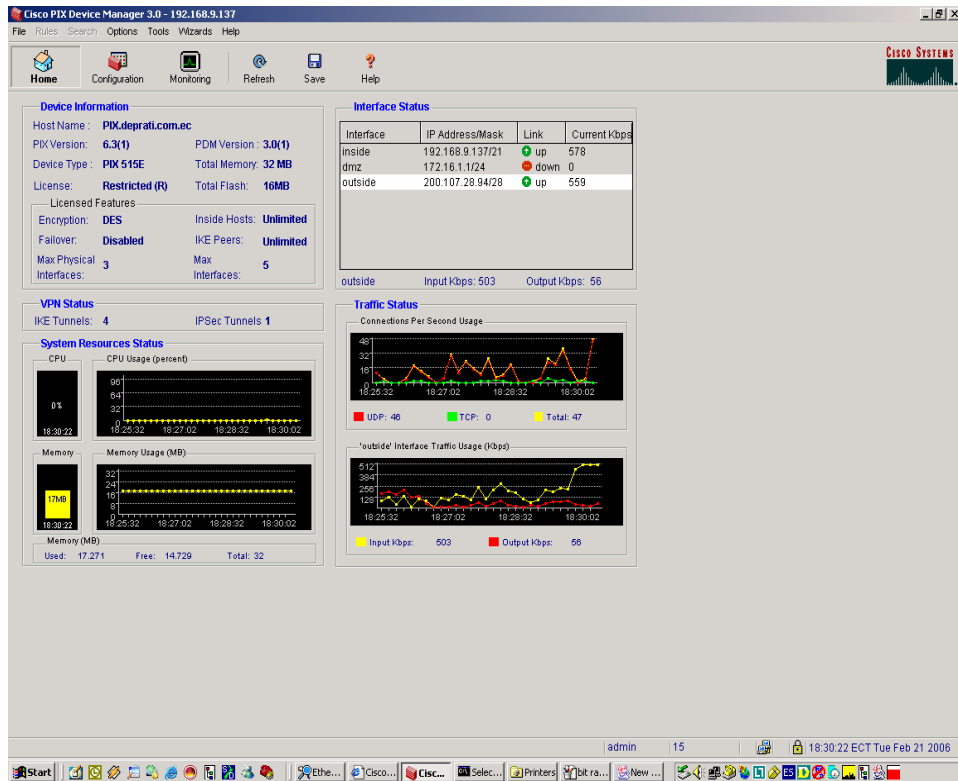 Cisco PIX Device Manager 3.0 - 192.168.9.137
File Rules Search Options Tools Wizards Help
Home Configuration Monitoring Refresh Save Help
CISCO SYSTEMS
Device Information
Host Name : PIX.deprati.com.ec
PIX Version: 6.3(1) PDM Version : 3.0(1)
Device Type : PIX 515E Total Memory: 32 MB
License: Restricted (R) Total Flash: 16MB
Licensed Features
Encryption: DES Inside Hosts: Unlimited
Failover: Disabled IKE Peers: Unlimited
Max Physical Interfaces: 3 Max Interfaces: 5
VPN Status
IKE Tunnels: 4 IPSec Tunnels 1
System Resources Status
CPU CPU Usage (percent)
96
64
32
0
0%
18:30:22
18:25:32 18:27:02 18:28:32 18:30:02
Memory Memory Usage (MB)
32
24
16
8
0
17MB
18:30:22
18:25:32 18:27:02 18:28:32 18:30:02
Memory (MB)
Used: 17.271 Free: 14.729 Total: 32
Interface Status
Interface IP Address/Mask Link Current Kbps
inside 192.168.9.137/21 up 578
dmz 172.16.1.1/24 down 0
outside 200.107.28.94/28 up 559
outside Input Kbps: 503 Output Kbps: 56
Traffic Status
Connections Per Second Usage
48
32
16
18:25:32 18:27:02 18:28:32 18:30:02
UDP: 46 TCP: 0 Total: 47
'outside' Interface Traffic Usage (Kbps)
512
384
256
128
18:25:32 18:27:02 18:28:32 18:30:02
Input Kbps: 503 Output Kbps: 56
admin 15 18:30:22 ECT Tue Feb 21 2006
Start Ethe... Cisco... Cisc... Selec... Printers bit ra... New ... ES